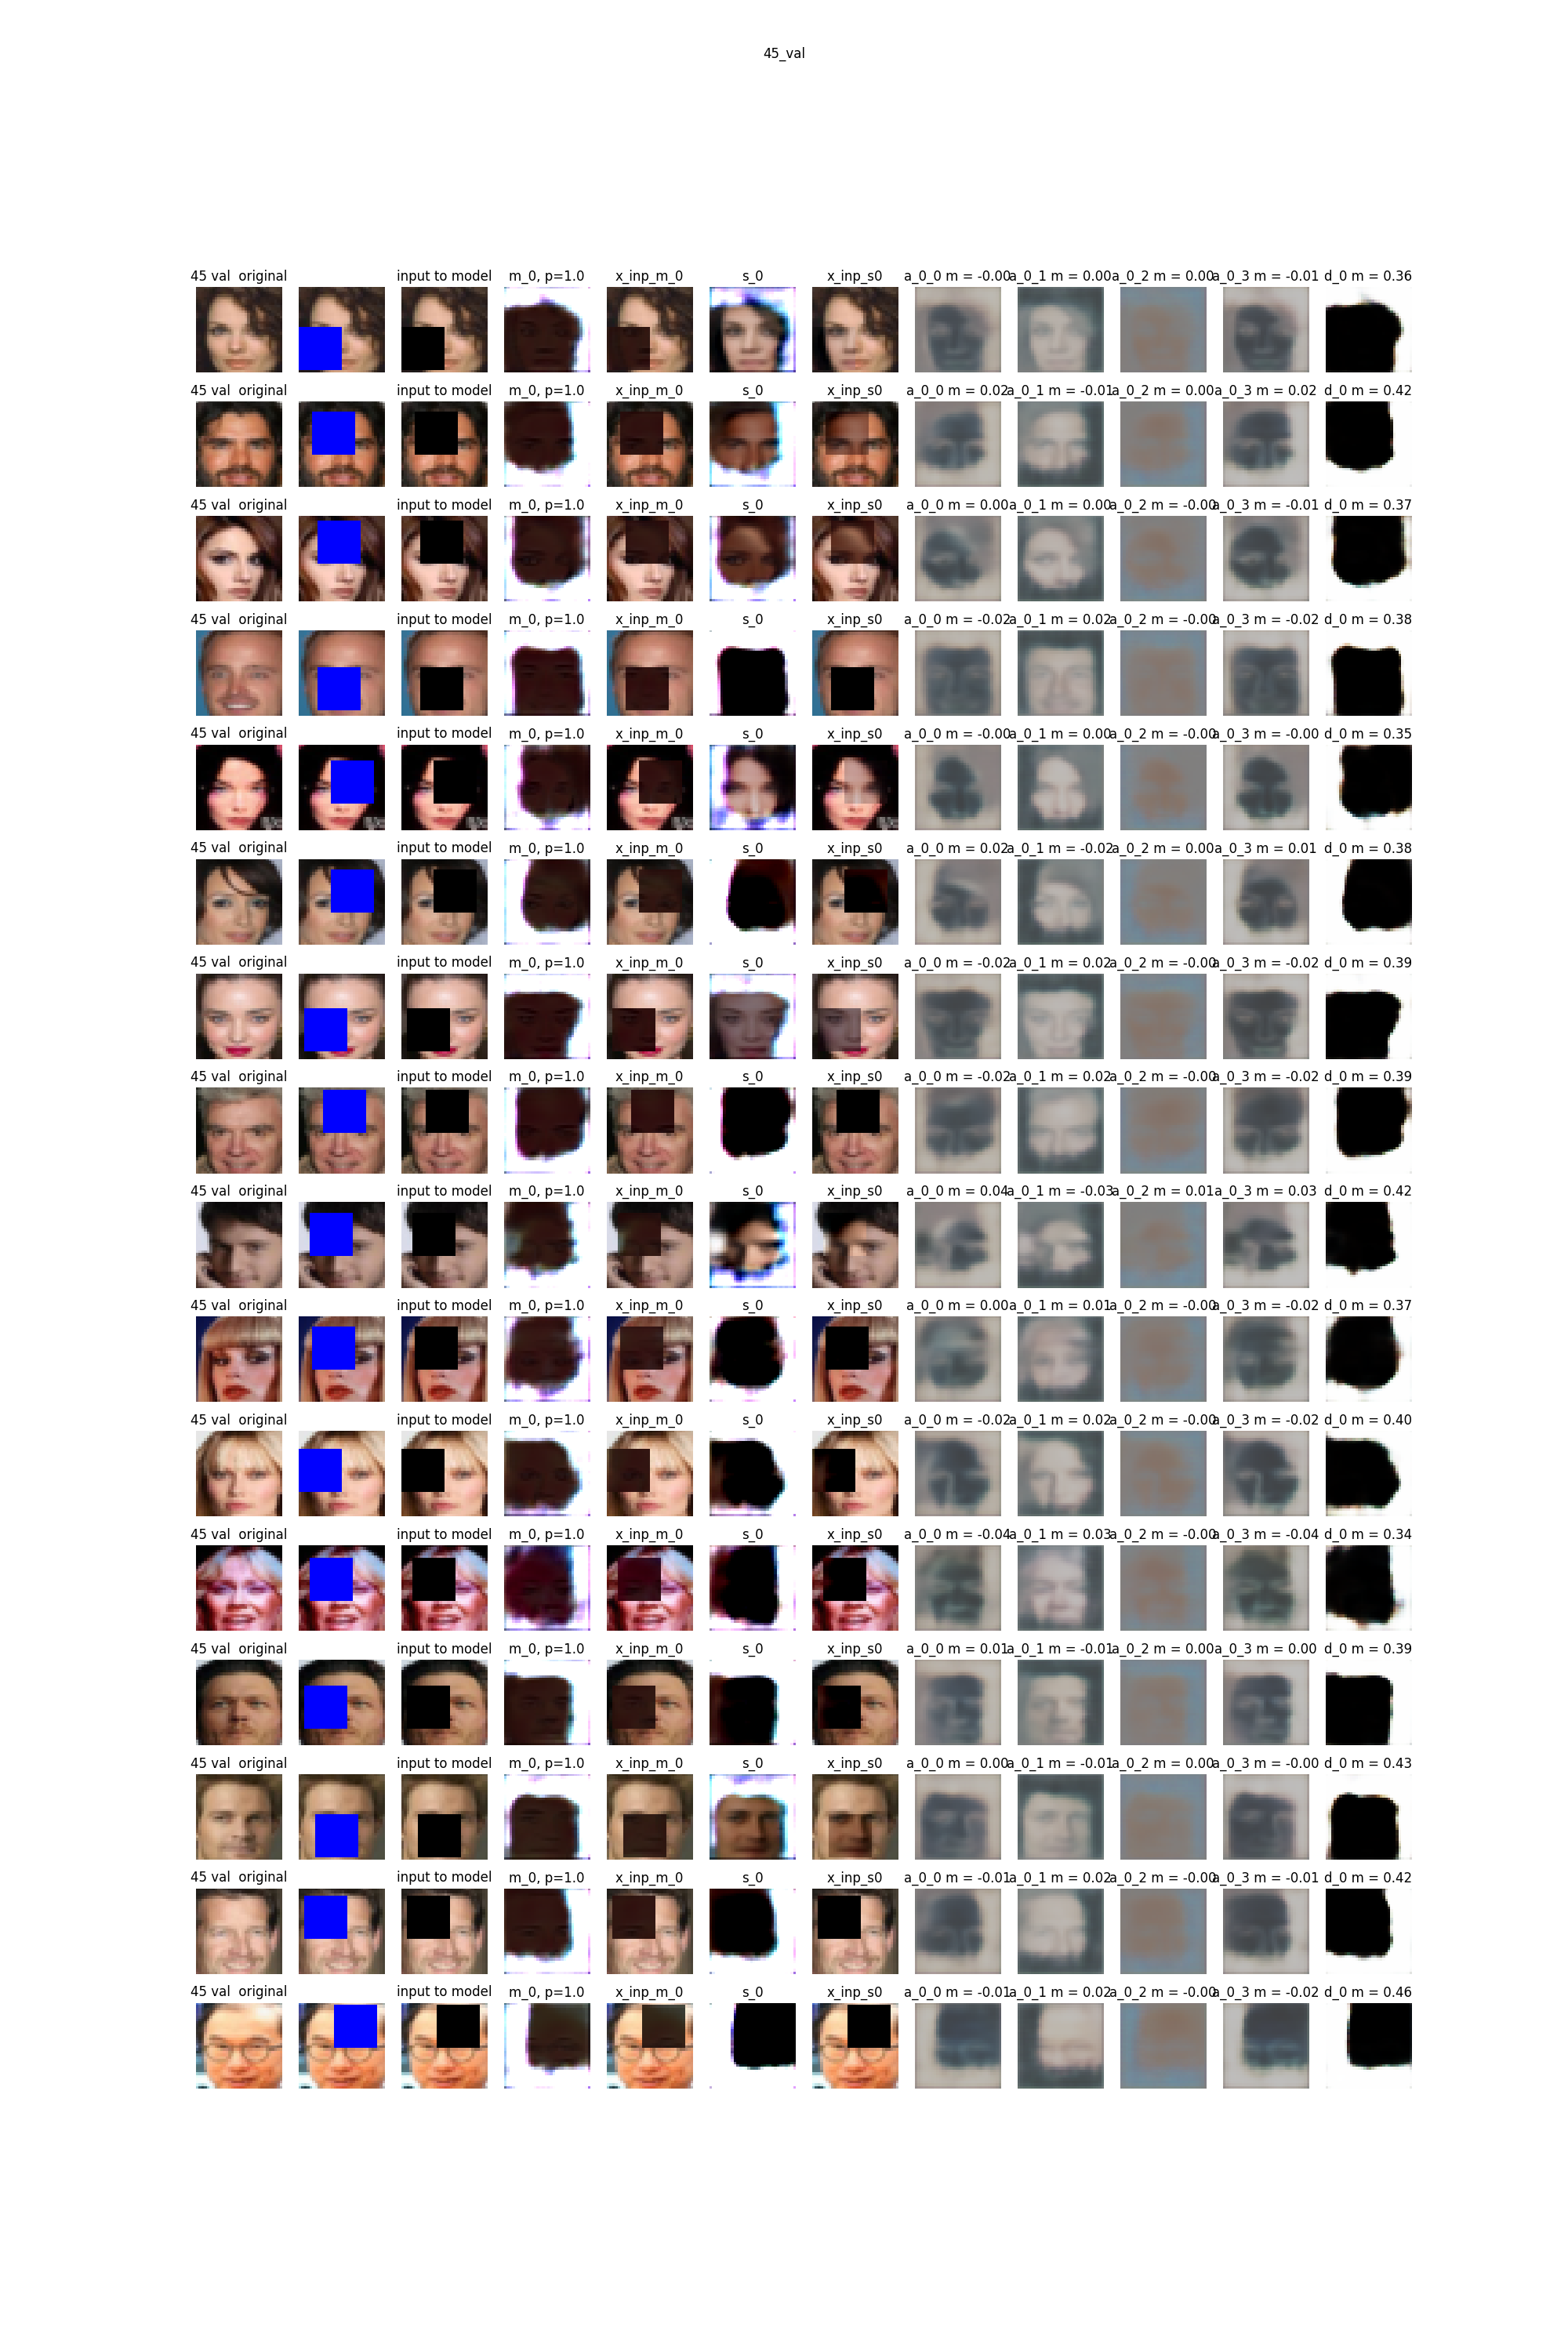 45_val
45 val original input to model m_0, p=1.0 x_inp_m_0 s_0 x_inp_s0 a_0_0 m = -0.00 a_0_1 m = 0.00 a_0_2 m = 0.00 a_0_3 m = -0.01 d_0 m = 0.36
45 val original input to model m_0, p=1.0 x_inp_m_0 s_0 x_inp_s0 a_0_0 m = 0.02 a_0_1 m = -0.01 a_0_2 m = 0.00 a_0_3 m = 0.02 d_0 m = 0.42
45 val original input to model m_0, p=1.0 x_inp_m_0 s_0 x_inp_s0 a_0_0 m = 0.00 a_0_1 m = 0.00 a_0_2 m = -0.00 a_0_3 m = -0.01 d_0 m = 0.37
45 val original input to model m_0, p=1.0 x_inp_m_0 s_0 x_inp_s0 a_0_0 m = -0.02 a_0_1 m = 0.02 a_0_2 m = -0.00 a_0_3 m = -0.02 d_0 m = 0.38
45 val original input to model m_0, p=1.0 x_inp_m_0 s_0 x_inp_s0 a_0_0 m = -0.00 a_0_1 m = 0.00 a_0_2 m = -0.00 a_0_3 m = -0.00 d_0 m = 0.35
45 val original input to model m_0, p=1.0 x_inp_m_0 s_0 x_inp_s0 a_0_0 m = 0.02 a_0_1 m = -0.02 a_0_2 m = 0.00 a_0_3 m = 0.01 d_0 m = 0.38
45 val original input to model m_0, p=1.0 x_inp_m_0 s_0 x_inp_s0 a_0_0 m = -0.02 a_0_1 m = 0.02 a_0_2 m = -0.00 a_0_3 m = -0.02 d_0 m = 0.39
45 val original input to model m_0, p=1.0 x_inp_m_0 s_0 x_inp_s0 a_0_0 m = -0.02 a_0_1 m = 0.02 a_0_2 m = -0.00 a_0_3 m = -0.02 d_0 m = 0.39
45 val original input to model m_0, p=1.0 x_inp_m_0 s_0 x_inp_s0 a_0_0 m = 0.04 a_0_1 m = -0.03 a_0_2 m = 0.01 a_0_3 m = 0.03 d_0 m = 0.42
45 val original input to model m_0, p=1.0 x_inp_m_0 s_0 x_inp_s0 a_0_0 m = 0.00 a_0_1 m = 0.01 a_0_2 m = -0.00 a_0_3 m = -0.02 d_0 m = 0.37
45 val original input to model m_0, p=1.0 x_inp_m_0 s_0 x_inp_s0 a_0_0 m = -0.02 a_0_1 m = 0.02 a_0_2 m = -0.00 a_0_3 m = -0.02 d_0 m = 0.40
45 val original input to model m_0, p=1.0 x_inp_m_0 s_0 x_inp_s0 a_0_0 m = -0.04 a_0_1 m = 0.03 a_0_2 m = -0.00 a_0_3 m = -0.04 d_0 m = 0.34
45 val original input to model m_0, p=1.0 x_inp_m_0 s_0 x_inp_s0 a_0_0 m = 0.01 a_0_1 m = -0.01 a_0_2 m = 0.00 a_0_3 m = 0.00 d_0 m = 0.39
45 val original input to model m_0, p=1.0 x_inp_m_0 s_0 x_inp_s0 a_0_0 m = 0.00 a_0_1 m = -0.01 a_0_2 m = 0.00 a_0_3 m = -0.00 d_0 m = 0.43
45 val original input to model m_0, p=1.0 x_inp_m_0 s_0 x_inp_s0 a_0_0 m = -0.01 a_0_1 m = 0.02 a_0_2 m = -0.00 a_0_3 m = -0.01 d_0 m = 0.42
45 val original input to model m_0, p=1.0 x_inp_m_0 s_0 x_inp_s0 a_0_0 m = -0.01 a_0_1 m = 0.02 a_0_2 m = -0.00 a_0_3 m = -0.02 d_0 m = 0.46